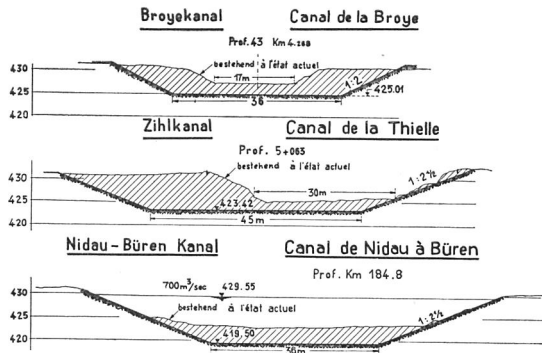 Broyekanal Canal de la Broye
Prof. 43 Km 4.268
bestehend à l'état actuel
17m
430
425
420
1:2
425.01
36
Zihlkanal Canal de la Thielle
Prof. 5+063
bestehend à l'état actuel
430
425
420
30m
1:2½
423.42
45m
Nidau-Büren Kanal Canal de Nidau à Büren
Prof. Km 184.8
700m³/sec 429.55
430
425
420
bestehend à l'état actuel
1:2½
419.50